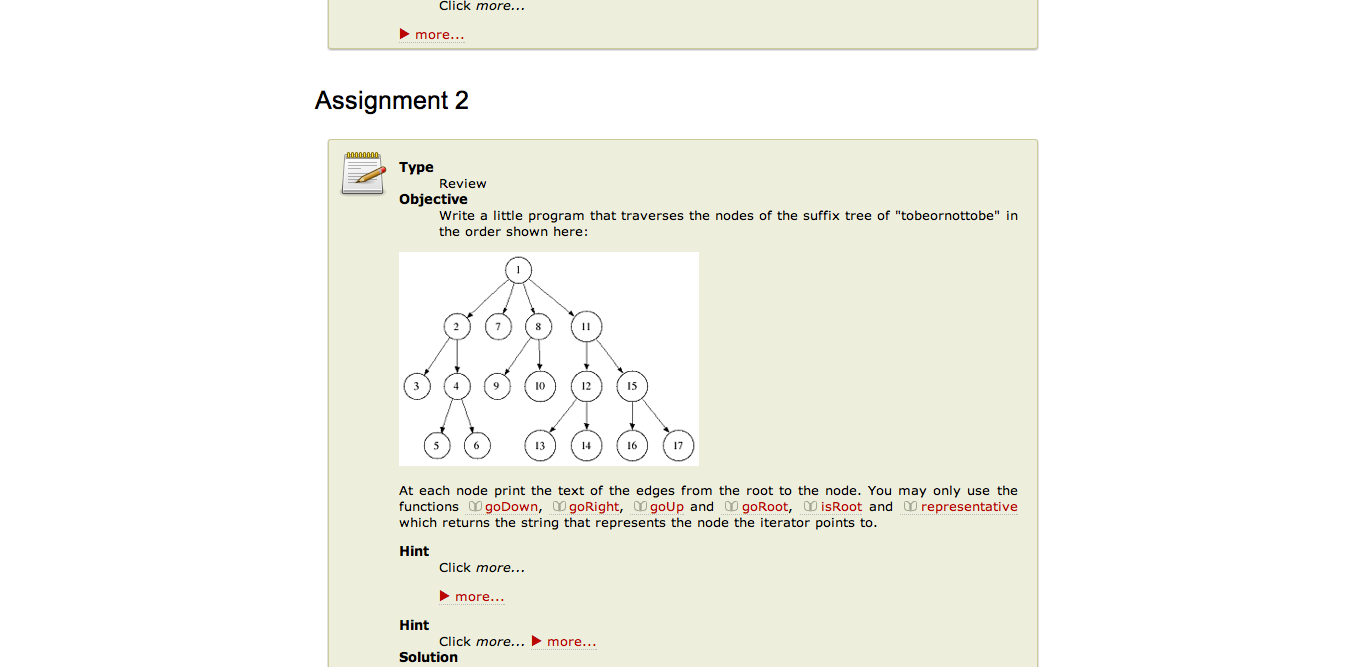 Click more...
▶ more...
Assignment 2
Type
Review
Objective
Write a little program that traverses the nodes of the suffix tree of "tobeornottobe" in
the order shown here:
1
2 7 8 11
3 4 9 10 12 15
5 6 13 14 16 17
At each node print the text of the edges from the root to the node. You may only use the
functions goDown, goRight, goUp and goRoot, isRoot and representative
which returns the string that represents the node the iterator points to.
Hint
Click more...
▶ more...
Hint
Click more... ▶ more...
Solution